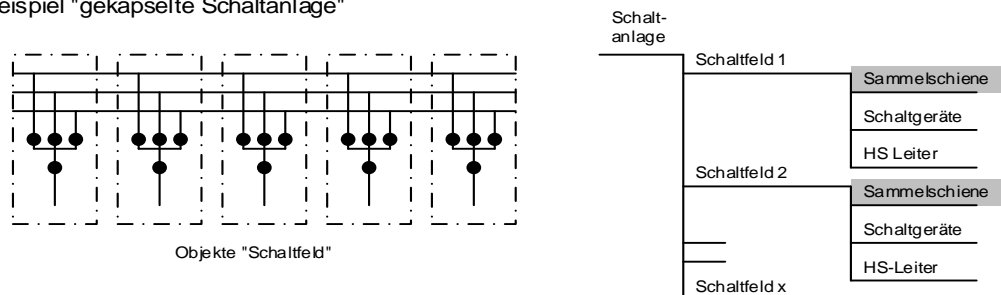 eispiel "gekapselte Schaltanlage"
Objekte "Schaltfeld"
Schalt-
anlage
Schaltfeld 1
Sammelschiene
Schaltgeräte
HS Leiter
Schaltfeld 2
Sammelschiene
Schaltgeräte
HS-Leiter
Schaltfeld x